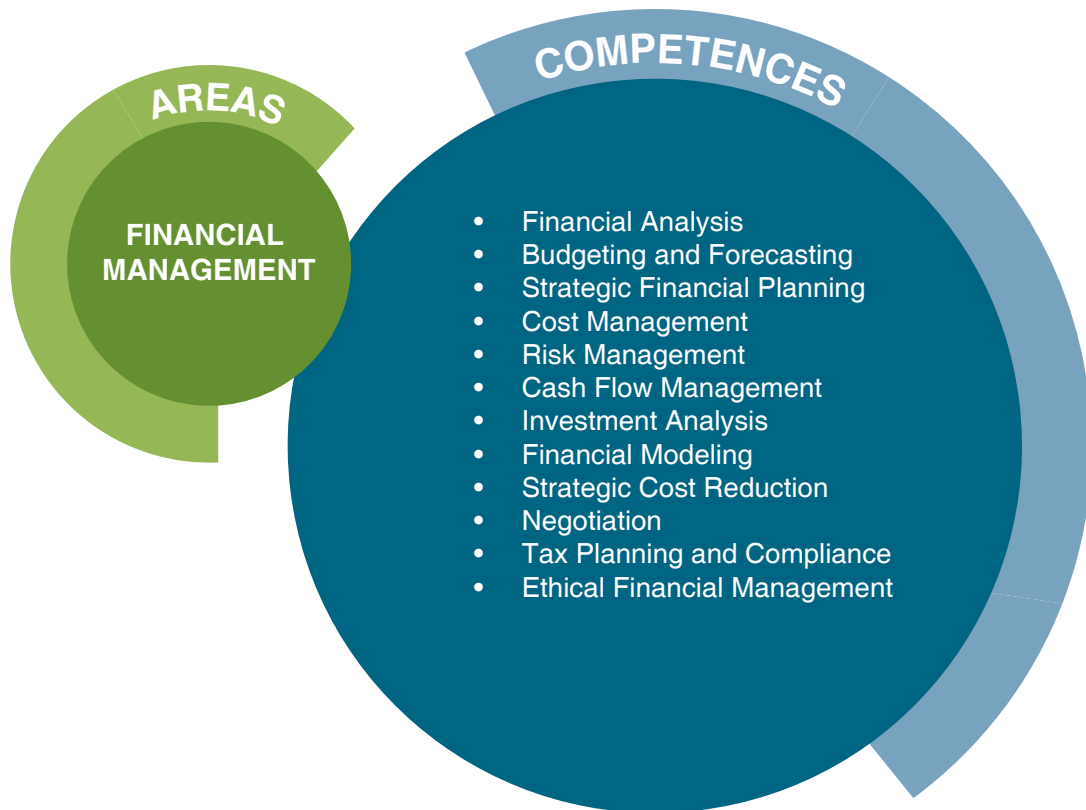 AREAS
FINANCIAL
MANAGEMENT
COMPETENCES
• Financial Analysis
• Budgeting and Forecasting
• Strategic Financial Planning
• Cost Management
• Risk Management
• Cash Flow Management
• Investment Analysis
• Financial Modeling
• Strategic Cost Reduction
• Negotiation
• Tax Planning and Compliance
• Ethical Financial Management